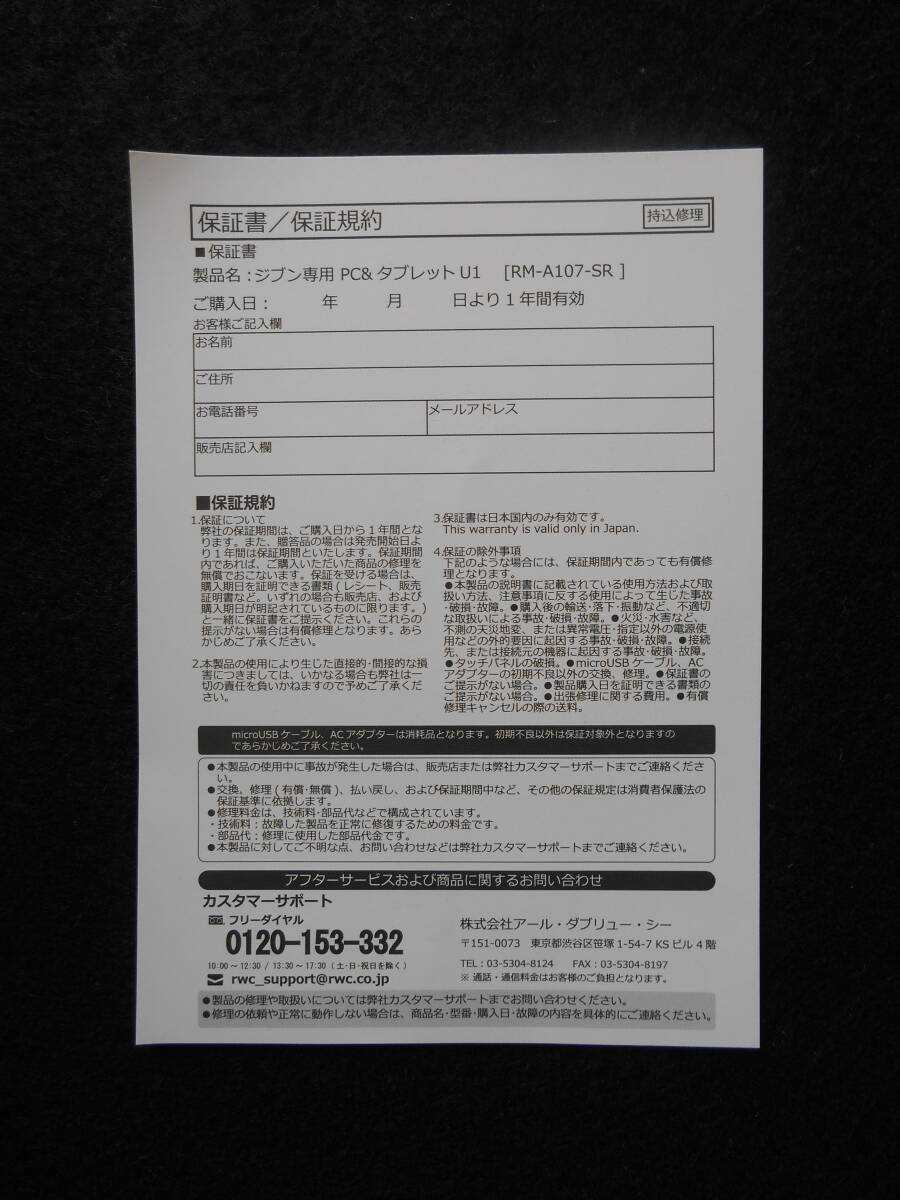 保証書／保証規約
持込修理
■保証書
製品名：ジブン専用 PC& タブレット U1 [RM-A107-SR ]
ご購入日： 年 月 日より 1 年間有効
お客様ご記入欄
お名前
ご住所
お電話番号
メールアドレス
販売店記入欄
■保証規約
1.保証について
弊社の保証期間は、ご購入日から 1 年間とな
ります。また、贈答品の場合は発売開始日よ
り 1 年間は保証期間といたします。保証期間
内であれば、ご購入いただいた商品の修理を
無償でおこないます。保証を受ける場合は、
購入期日を証明できる書類 (レシート、販売
証明書など。いずれの場合も販売店、および
購入期日が明記されているものに限ります。)
と一緒に保証書をご提示ください。これらの
提示がない場合は有償修理となります。あら
かじめご了承ください。
2.本製品の使用により生じた直接的・間接的な損
害につきましては、いかなる場合も弊社は一
切の責任を負いかねますので予めご了承くだ
さい。
3.保証書は日本国内のみ有効です。
This warranty is valid only in Japan.
4.保証の除外事項
下記のような場合には、保証期間内であっても有償修
理となります。
●本製品の説明書に記載されている使用方法および取
扱い方法、注意事項に反する使用によって生じた事故
・破損・故障。●購入後の輸送・落下・振動など、不適切
な取扱いによる事故・破損・故障。●火災・水害など、
不測の天災地変、または異常電圧・指定以外の電源使
用などの外的要因に起因する事故・破損・故障。●接続
先、または接続元の機器に起因する事故・破損・故障。
●タッチパネルの破損。●microUSB ケーブル、AC
アダプターの初期不良以外の交換、修理。●保証書の
ご提示がない場合。●製品購入日を証明できる書類の
ご提示がない場合。●出張修理に関する費用。●有償
修理キャンセルの際の送料。
microUSB ケーブル、AC アダプターは消耗品となります。初期不良以外は保証対象外となりますの
であらかじめご了承ください。
●本製品の使用中に事故が発生した場合は、販売店または弊社カスタマーサポートまでご連絡くださ
い。
●交換、修理 ( 有償・無償 )、払い戻し、および保証期間中など、その他の保証規定は消費者保護法の
保証基準に依拠します。
●修理料金は、技術料・部品代などで構成されています。
・技術料：故障した製品を正常に修復するための料金です。
・部品代：修理に使用した部品代金です。
●本製品に対してご不明な点、お問い合わせなどは弊社カスタマーサポートまでご連絡ください。
アフターサービスおよび商品に関するお問い合わせ
カスタマーサポート
フリーダイヤル
0120-153-332
10:00 ～ 12:30 / 13:30 ～ 17:30 ( 土・日・祝日を除く )
rwc_support@rwc.co.jp
株式会社アール・ダブリュー・シー
〒151-0073 東京都渋谷区笹塚 1-54-7 KS ビル 4 階
TEL : 03-5304-8124 FAX : 03-5304-8197
※ 通話・通信料金はお客様のご負担となります。
●製品の修理や取扱いについては弊社カスタマーサポートまでお問い合わせください。
●修理の依頼や正常に動作しない場合は、商品名・型番・購入日・故障の内容を具体的にご連絡ください。